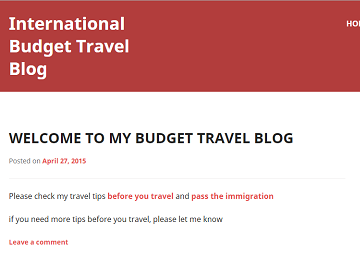 International
Budget Travel
Blog
WELCOME TO MY BUDGET TRAVEL BLOG
Posted on April 27, 2015
Please check my travel tips before you travel and pass the immigration
if you need more tips before you travel, please let me know
Leave a comment